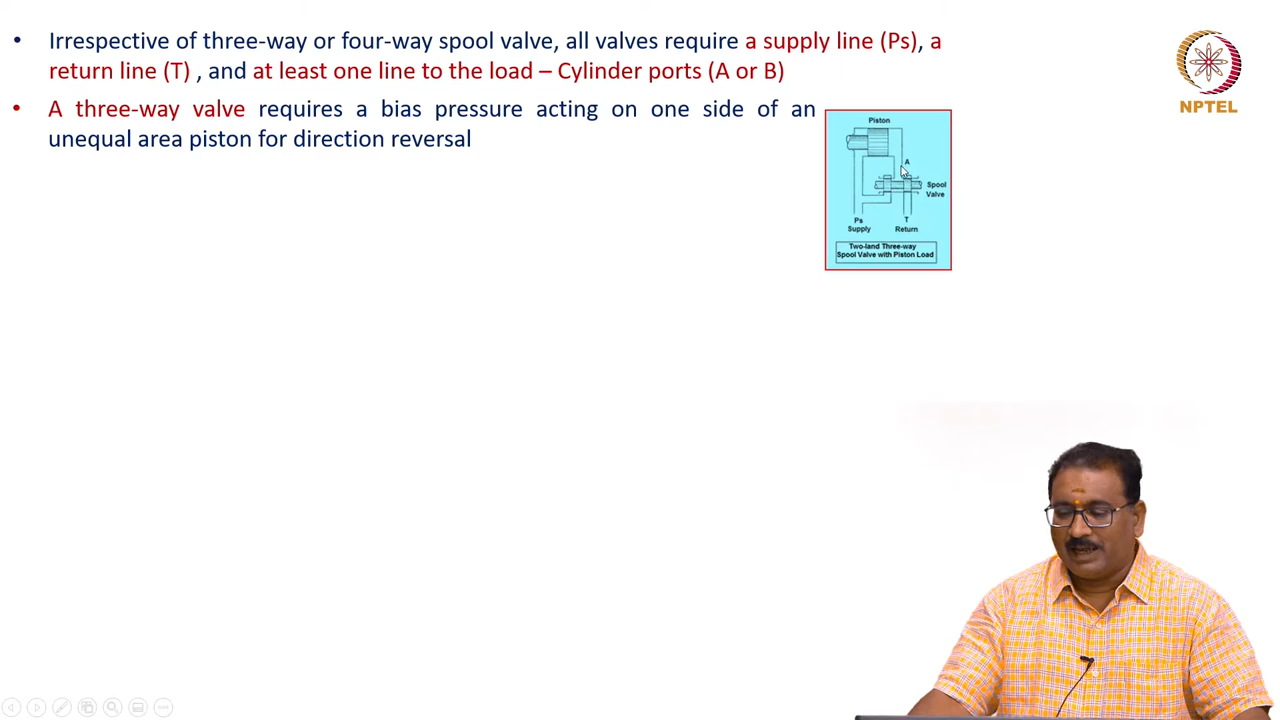 • Irrespective of three-way or four-way spool valve, all valves require a supply line (Ps), a
return line (T) , and at least one line to the load – Cylinder ports (A or B)
• A three-way valve requires a bias pressure acting on one side of an
unequal area piston for direction reversal
NPTEL
Piston
A
Spool
Valve
Ps
Supply
T
Return
Two-land Three-way
Spool Valve with Piston Load